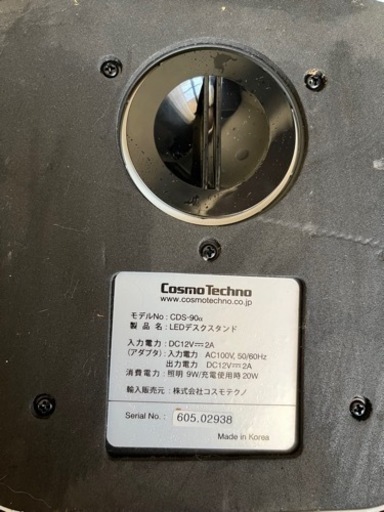 Cosmo Techno
www.cosmotechno.co.jp
モデルNo : CDS-90α
製 品 名 : LEDデスクスタンド
入力電力 : DC12V⎓2A
(アダプタ) : 入力電力 AC100V, 50/60Hz
出力電力 DC12V⎓2A
消費電力 : 照明 9W/充電使用時 20W
輸入販売元 : 株式会社コスモテクノ
Serial No. : 605.02938
Made in Korea